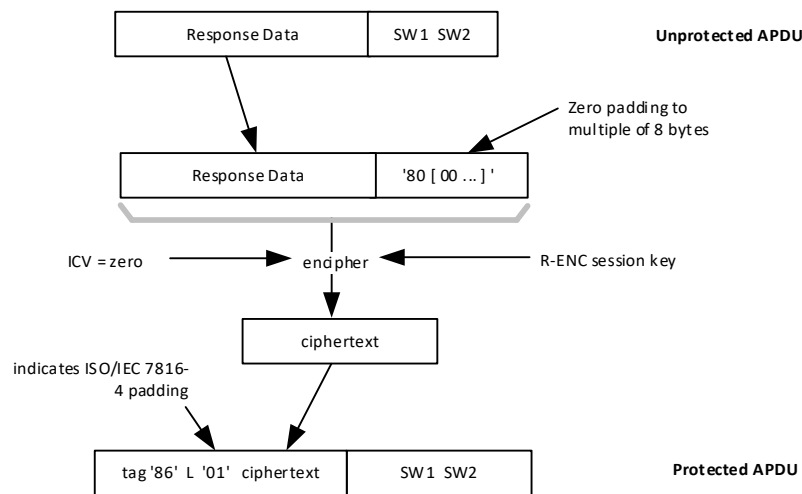 Response Data SW1 SW2 Unprotected APDU
Zero padding to
multiple of 8 bytes
Response Data '80 [ 00 ... ] '
ICV = zero encipher R-ENC session key
ciphertext
indicates ISO/IEC 7816-
4 padding
tag '86' L '01' ciphertext SW1 SW2 Protected APDU